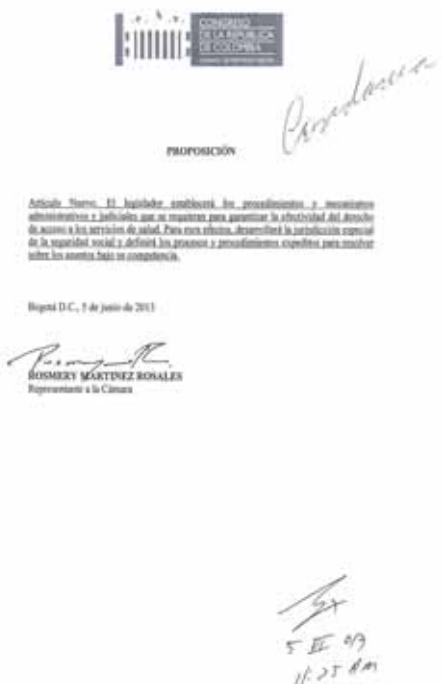 CONGRESO
DE LA REPÚBLICA
DE COLOMBIA
PROPOSICIÓN
Artículo Nuevo. El legislador establecerá los procedimientos y mecanismos
administrativos y judiciales que se requieran para garantizar la efectividad del derecho
de acceso a los servicios de salud. Para esos efectos, desarrollará la jurisdicción especial
de la seguridad social y definirá los procesos y procedimientos expeditos para resolver
sobre los asuntos bajo su competencia.
Bogotá D.C., 5 de junio de 2013
ROSMERY MARTINEZ ROSALES
Representante a la Cámara
11:25 AM